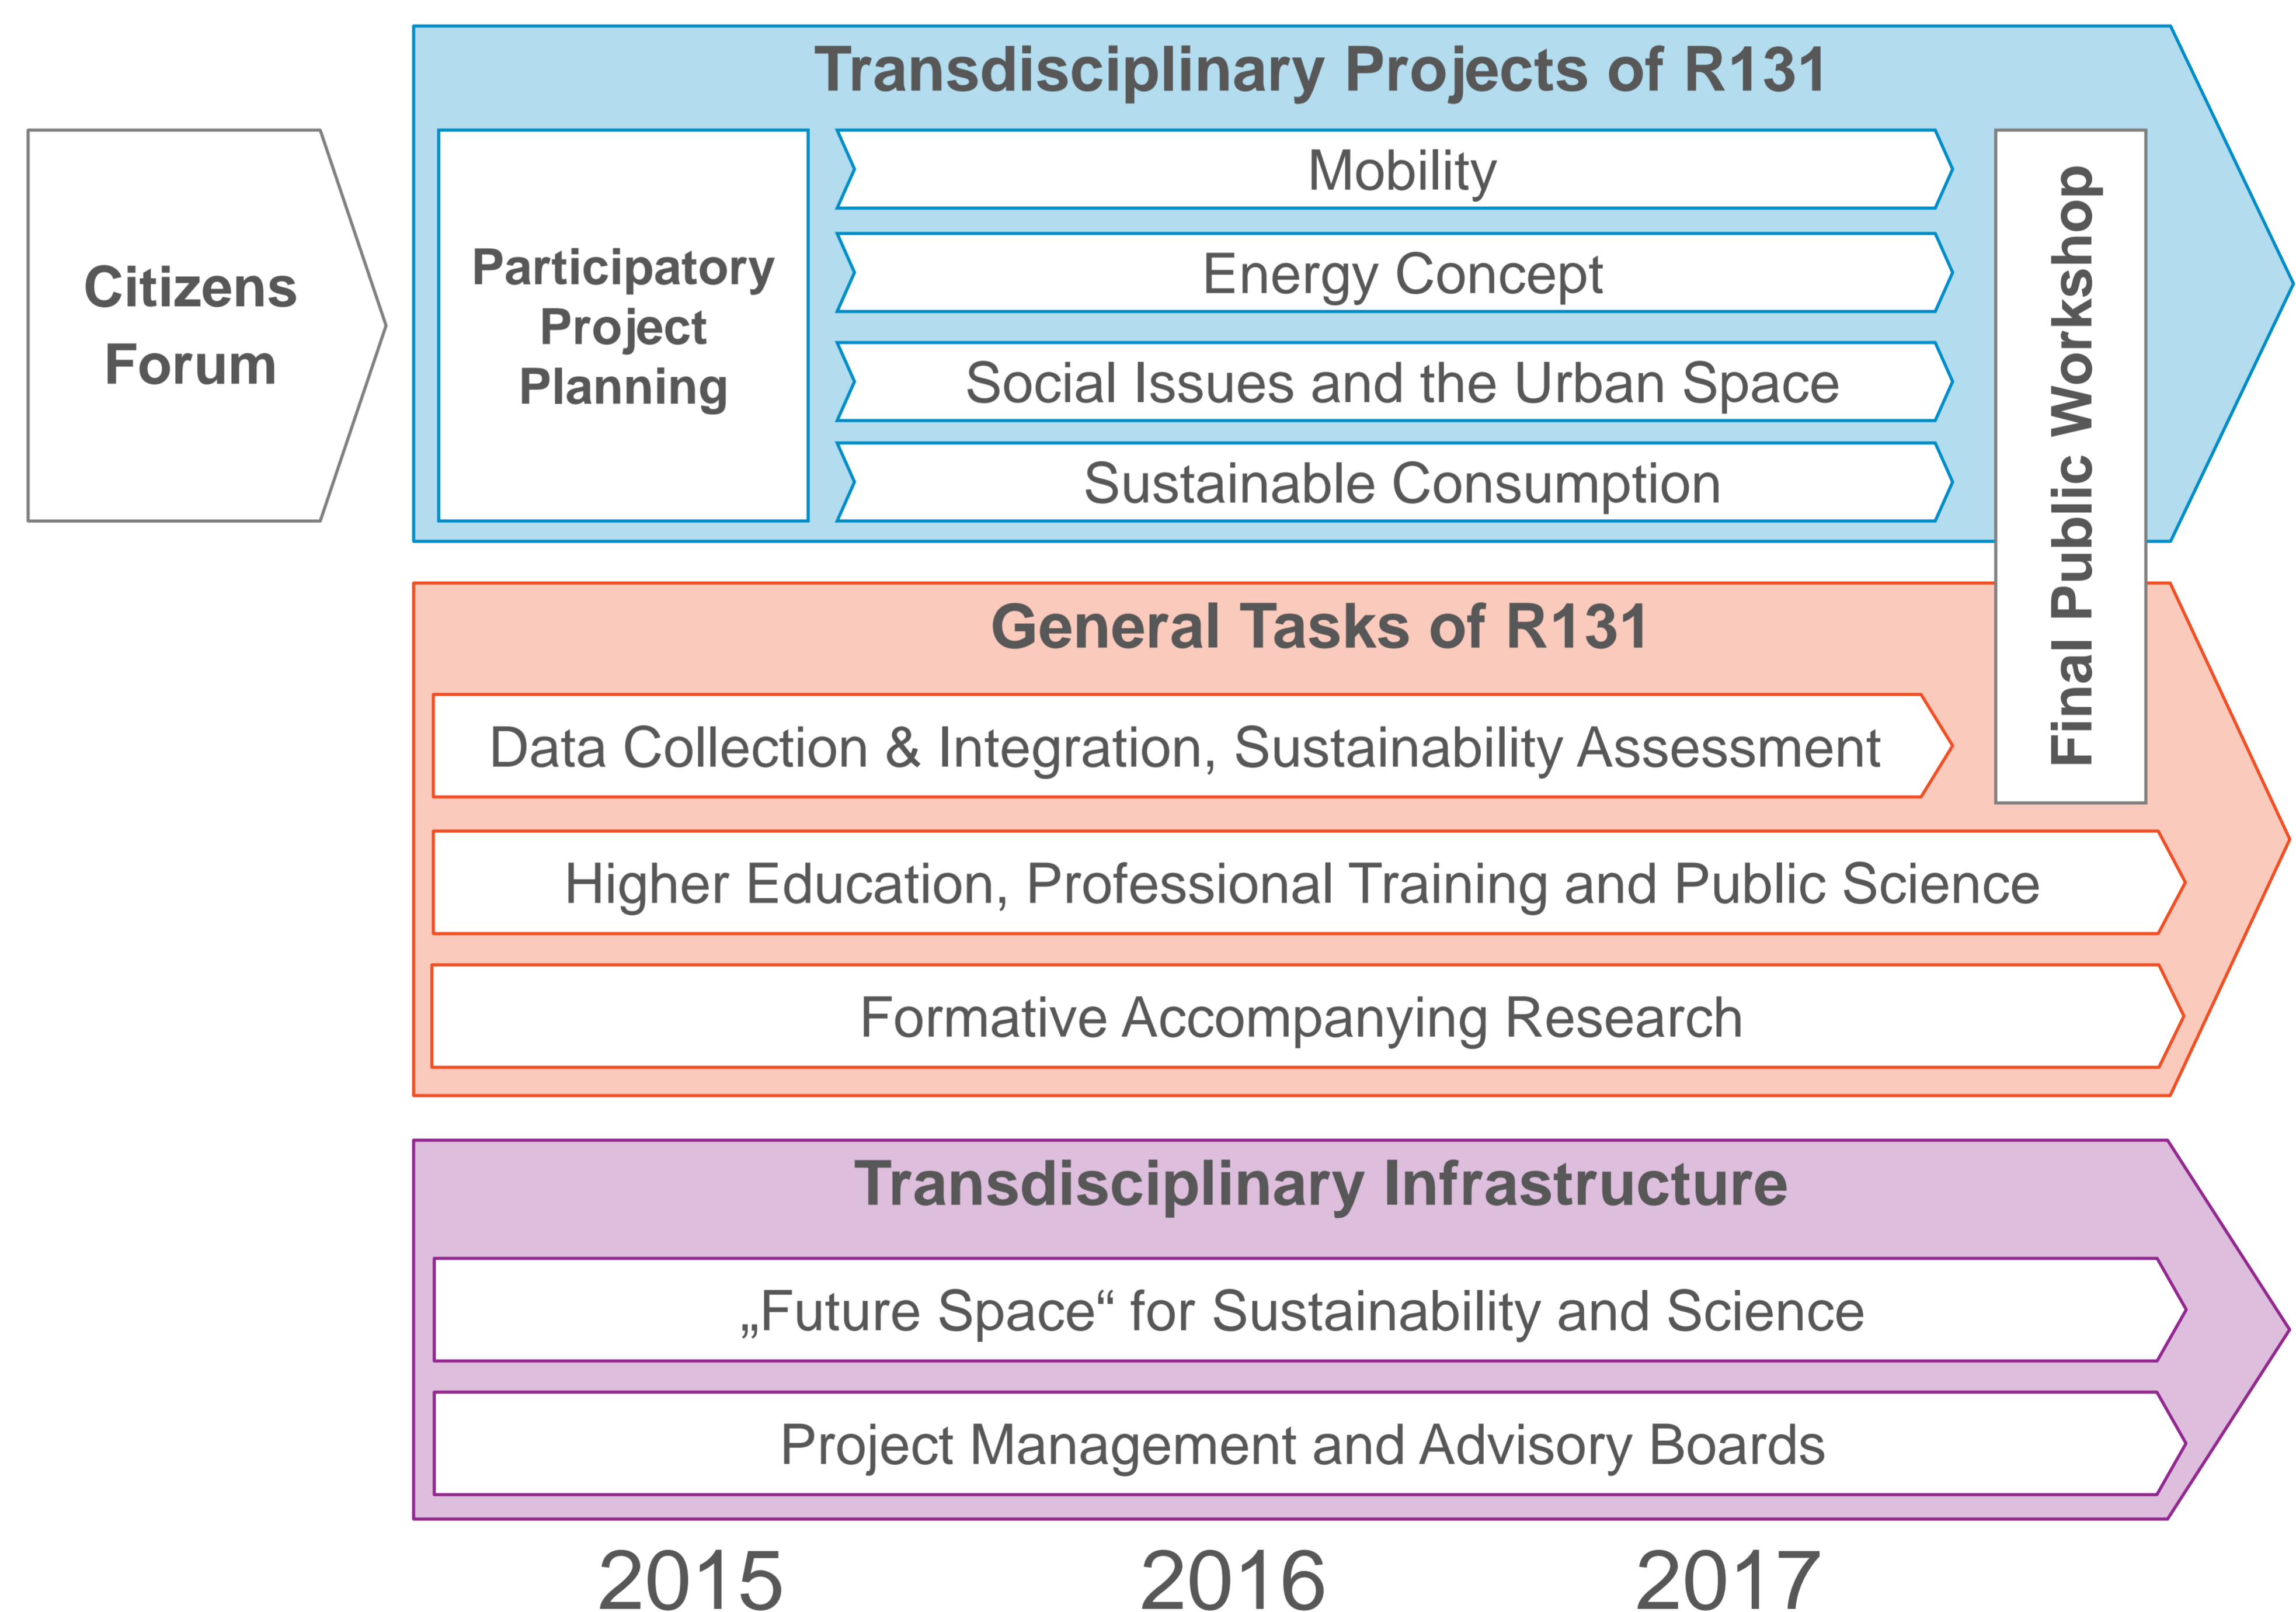 Transdisciplinary Projects of R131
Citizens
Forum
Participatory
Project
Planning
Mobility
Energy Concept
Social Issues and the Urban Space
Sustainable Consumption
Final Public Workshop
General Tasks of R131
Data Collection & Integration, Sustainability Assessment
Higher Education, Professional Training and Public Science
Formative Accompanying Research
Transdisciplinary Infrastructure
„Future Space“ for Sustainability and Science
Project Management and Advisory Boards
2015 2016 2017